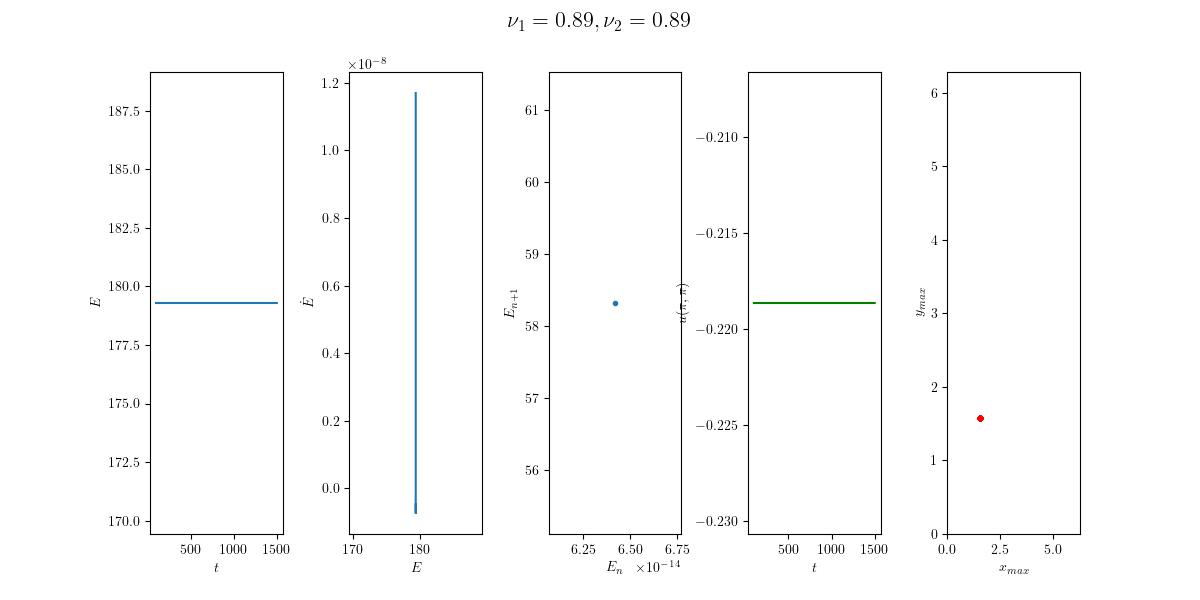 ν₁ = 0.89, ν₂ = 0.89
187.5
185.0
182.5
180.0
177.5
175.0
172.5
170.0
E
500 1000 1500
t
×10⁻⁸
1.2
1.0
0.8
0.6
0.4
0.2
0.0
Ė
170 180
E
61
60
59
58
57
56
Eₙ₊₁
6.25 6.50 6.75
Eₙ ×10⁻¹⁴
−0.210
−0.215
−0.220
−0.225
−0.230
u(π, π)
500 1000 1500
t
6
5
4
3
2
1
0
y_max
0.0 2.5 5.0
x_max